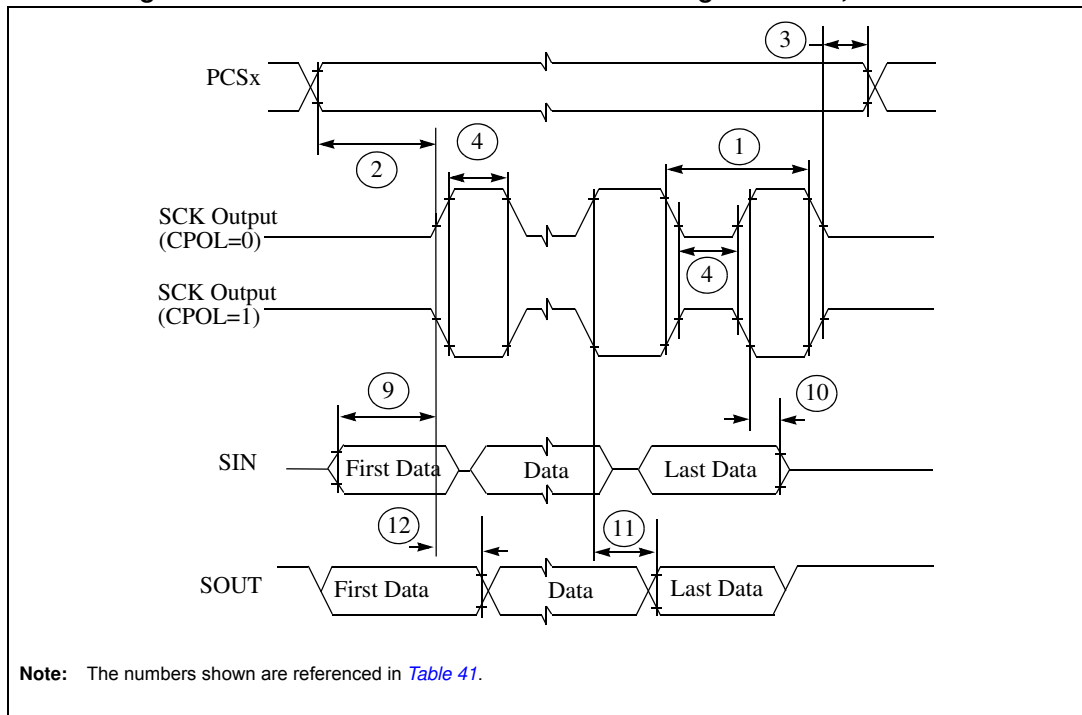 3
PCSx
2
4
1
SCK Output
(CPOL=0)
4
SCK Output
(CPOL=1)
9
10
SIN
First Data
Data
Last Data
12
11
SOUT
First Data
Data
Last Data
Note: The numbers shown are referenced in Table 41.